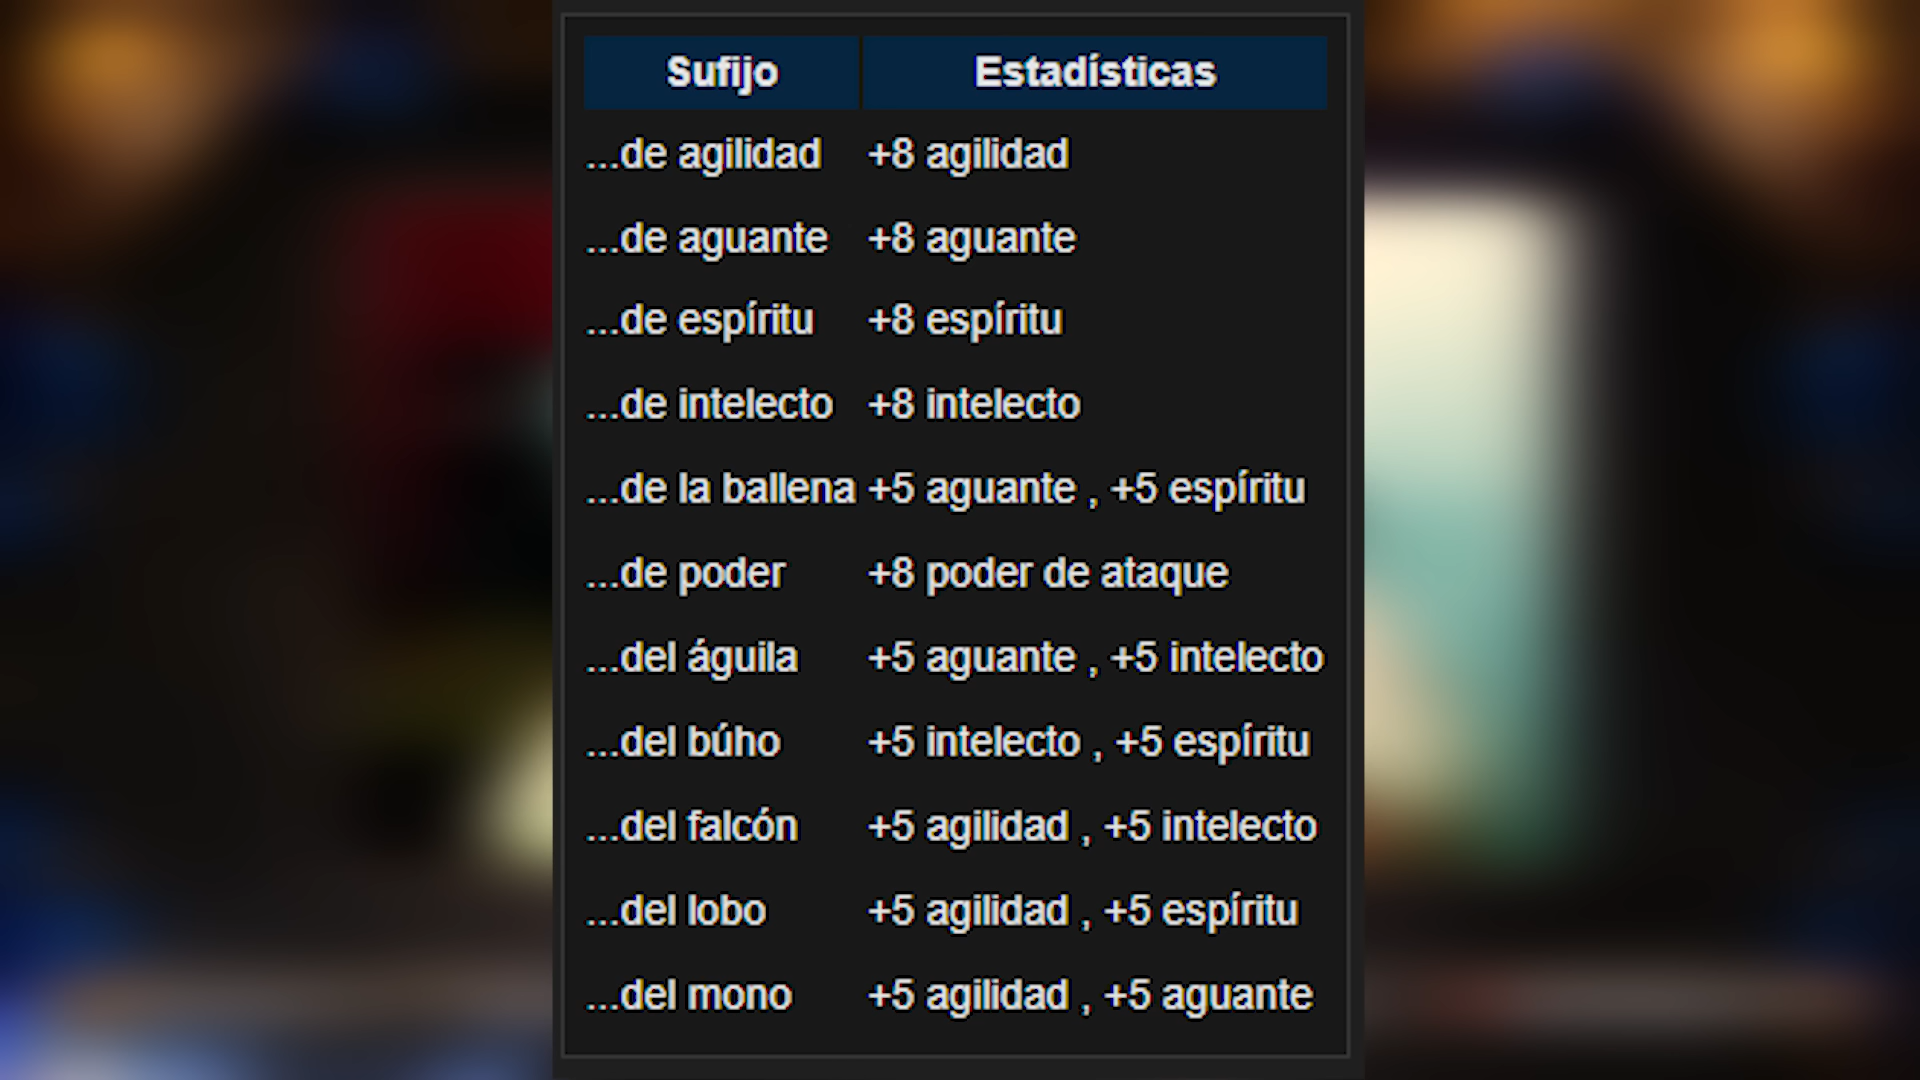 Sufijo Estadísticas
...de agilidad +8 agilidad
...de aguante +8 aguante
...de espíritu +8 espíritu
...de intelecto +8 intelecto
...de la ballena +5 aguante , +5 espíritu
...de poder +8 poder de ataque
...del águila +5 aguante , +5 intelecto
...del búho +5 intelecto , +5 espíritu
...del falcón +5 agilidad , +5 intelecto
...del lobo +5 agilidad , +5 espíritu
...del mono +5 agilidad , +5 aguante